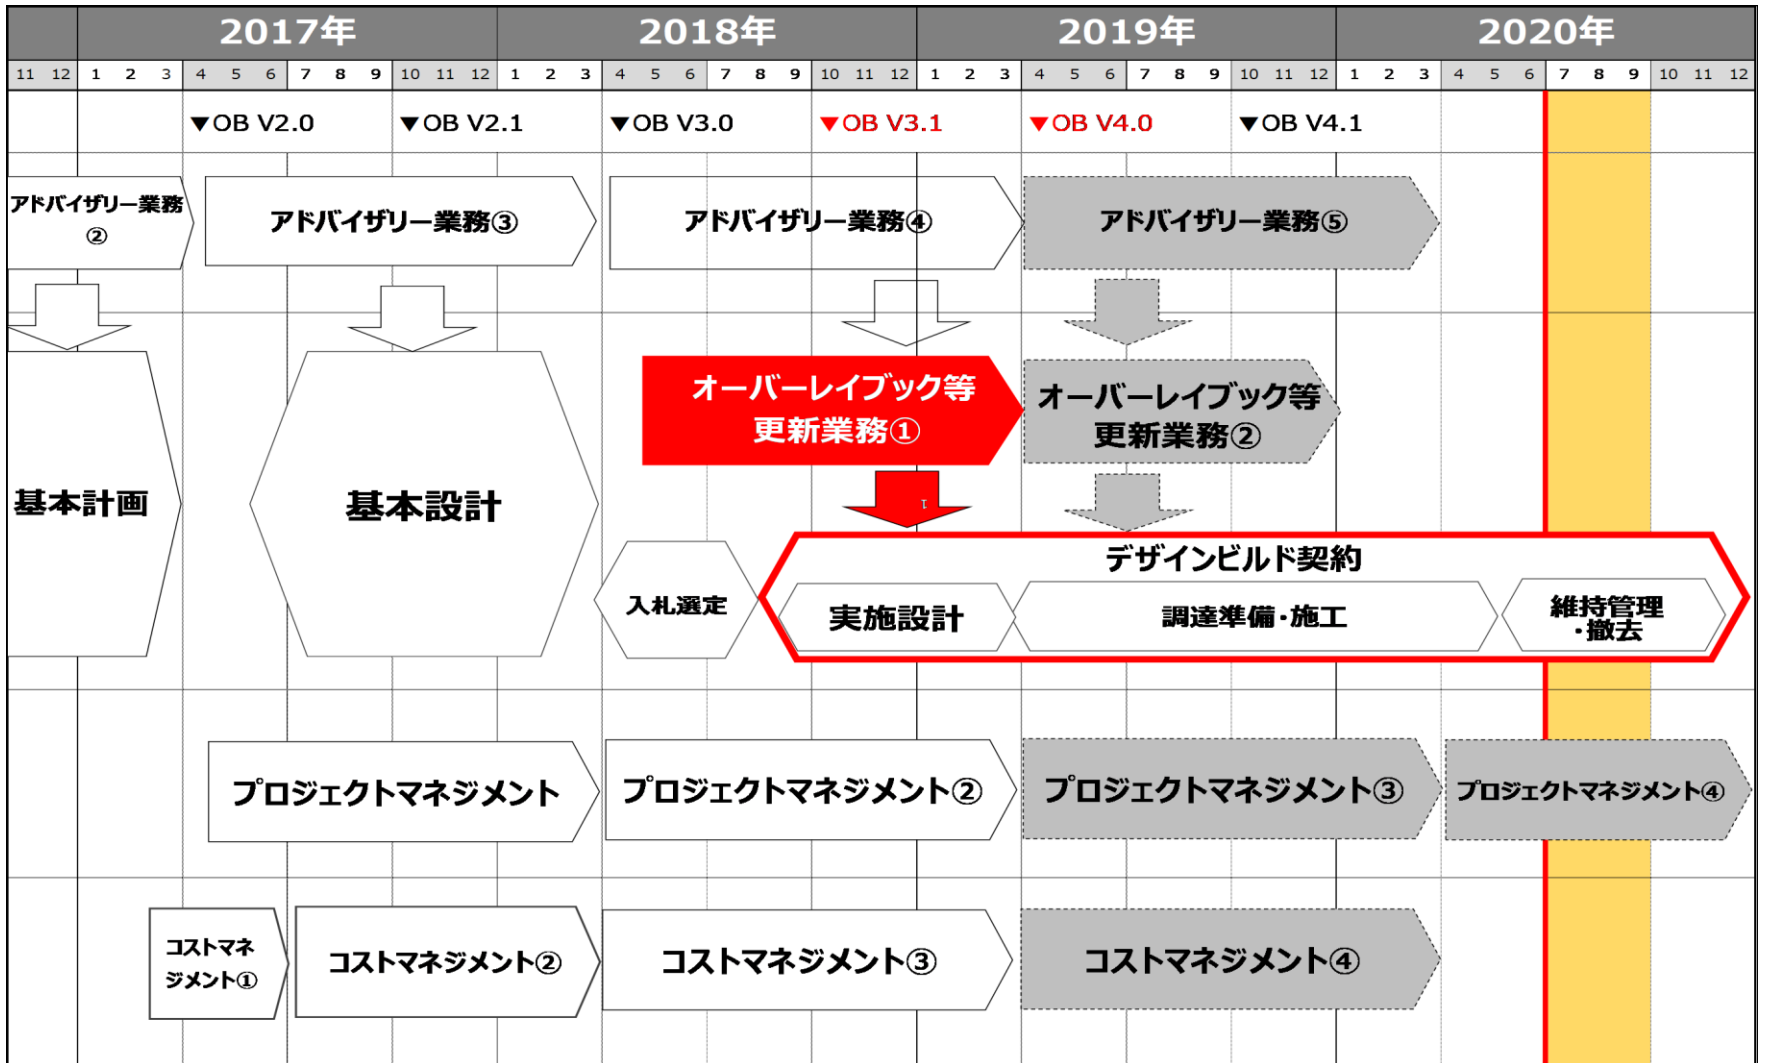 2017年 2018年 2019年 2020年
11 12 1 2 3 4 5 6 7 8 9 10 11 12 1 2 3 4 5 6 7 8 9 10 11 12 1 2 3 4 5 6 7 8 9 10 11 12 1 2 3 4 5 6 7 8 9 10 11 12
▼OB V2.0 ▼OB V2.1 ▼OB V3.0 ▼OB V3.1 ▼OB V4.0 ▼OB V4.1
アドバイザリー業務
②
アドバイザリー業務③
アドバイザリー業務④
アドバイザリー業務⑤
オーバーレイブック等
更新業務①
オーバーレイブック等
更新業務②
1
基本計画
基本設計
入札選定
デザインビルド契約
実施設計
調達準備・施工
維持管理
・撤去
プロジェクトマネジメント
プロジェクトマネジメント②
プロジェクトマネジメント③
プロジェクトマネジメント④
コストマネ
ジメント①
コストマネジメント②
コストマネジメント③
コストマネジメント④